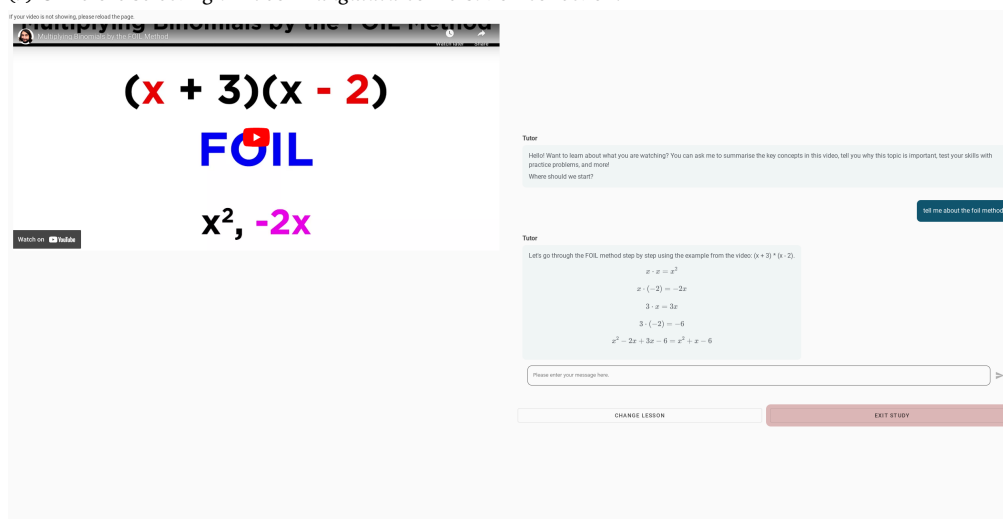 If your video is not showing, please reload the page.
Multiplying Binomials by the FOIL Method
Multiplying Binomials by the FOIL Method
Watch later
Share
(x + 3)(x - 2)
FOIL
x², -2x
Watch on YouTube
Tutor
Hello! Want to learn about what you are watching? You can ask me to summarise the key concepts in this video, tell you why this topic is important, test your skills with
practice problems, and more!
Where should we start?
tell me about the foil method
Tutor
Let's go through the FOIL method step by step using the example from the video: (x + 3) * (x - 2).
x · x = x²
x · (−2) = −2x
3 · x = 3x
3 · (−2) = −6
x² − 2x + 3x − 6 = x² + x − 6
Please enter your message here.
CHANGE LESSON
EXIT STUDY